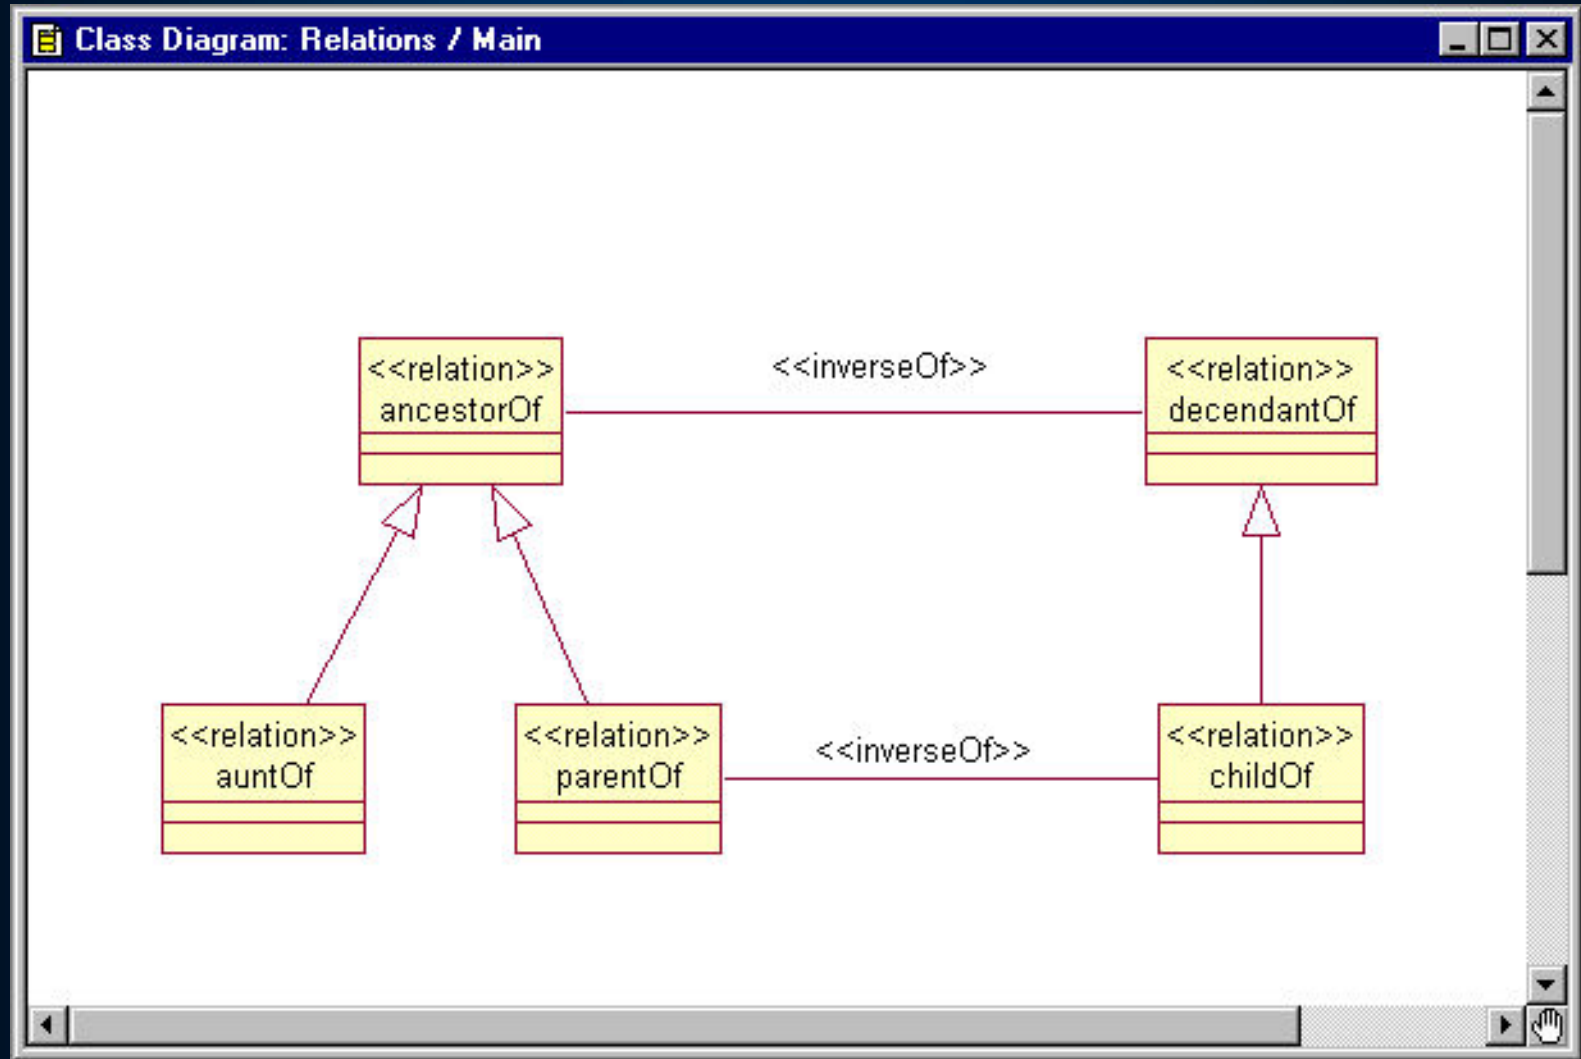 Class Diagram: Relations / Main
<<relation>>
ancestorOf
<<inverseOf>>
<<relation>>
decendantOf
<<relation>>
auntOf
<<relation>>
parentOf
<<inverseOf>>
<<relation>>
childOf